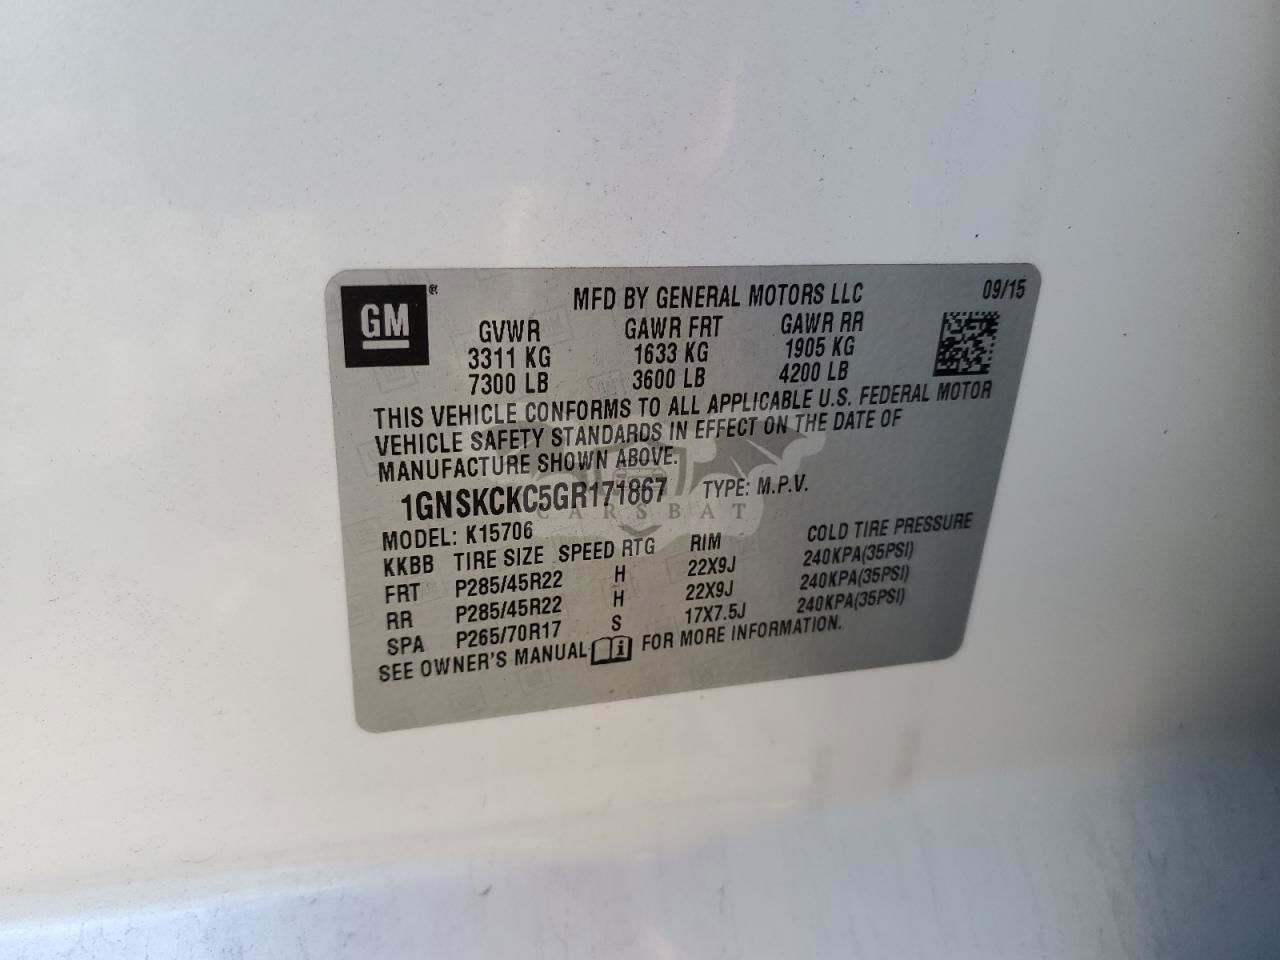 GM ®
MFD BY GENERAL MOTORS LLC 09/15
GVWR GAWR FRT GAWR RR
3311 KG 1633 KG 1905 KG
7300 LB 3600 LB 4200 LB
THIS VEHICLE CONFORMS TO ALL APPLICABLE U.S. FEDERAL MOTOR
VEHICLE SAFETY STANDARDS IN EFFECT ON THE DATE OF
MANUFACTURE SHOWN ABOVE.
1GNSKCKC5GR171867 TYPE: M.P.V.
CARSBAT
MODEL: K15706
KKBB TIRE SIZE SPEED RTG RIM COLD TIRE PRESSURE
FRT P285/45R22 H 22X9J 240KPA(35PSI)
RR P285/45R22 H 22X9J 240KPA(35PSI)
SPA P265/70R17 S 17X7.5J 240KPA(35PSI)
SEE OWNER'S MANUAL i FOR MORE INFORMATION.